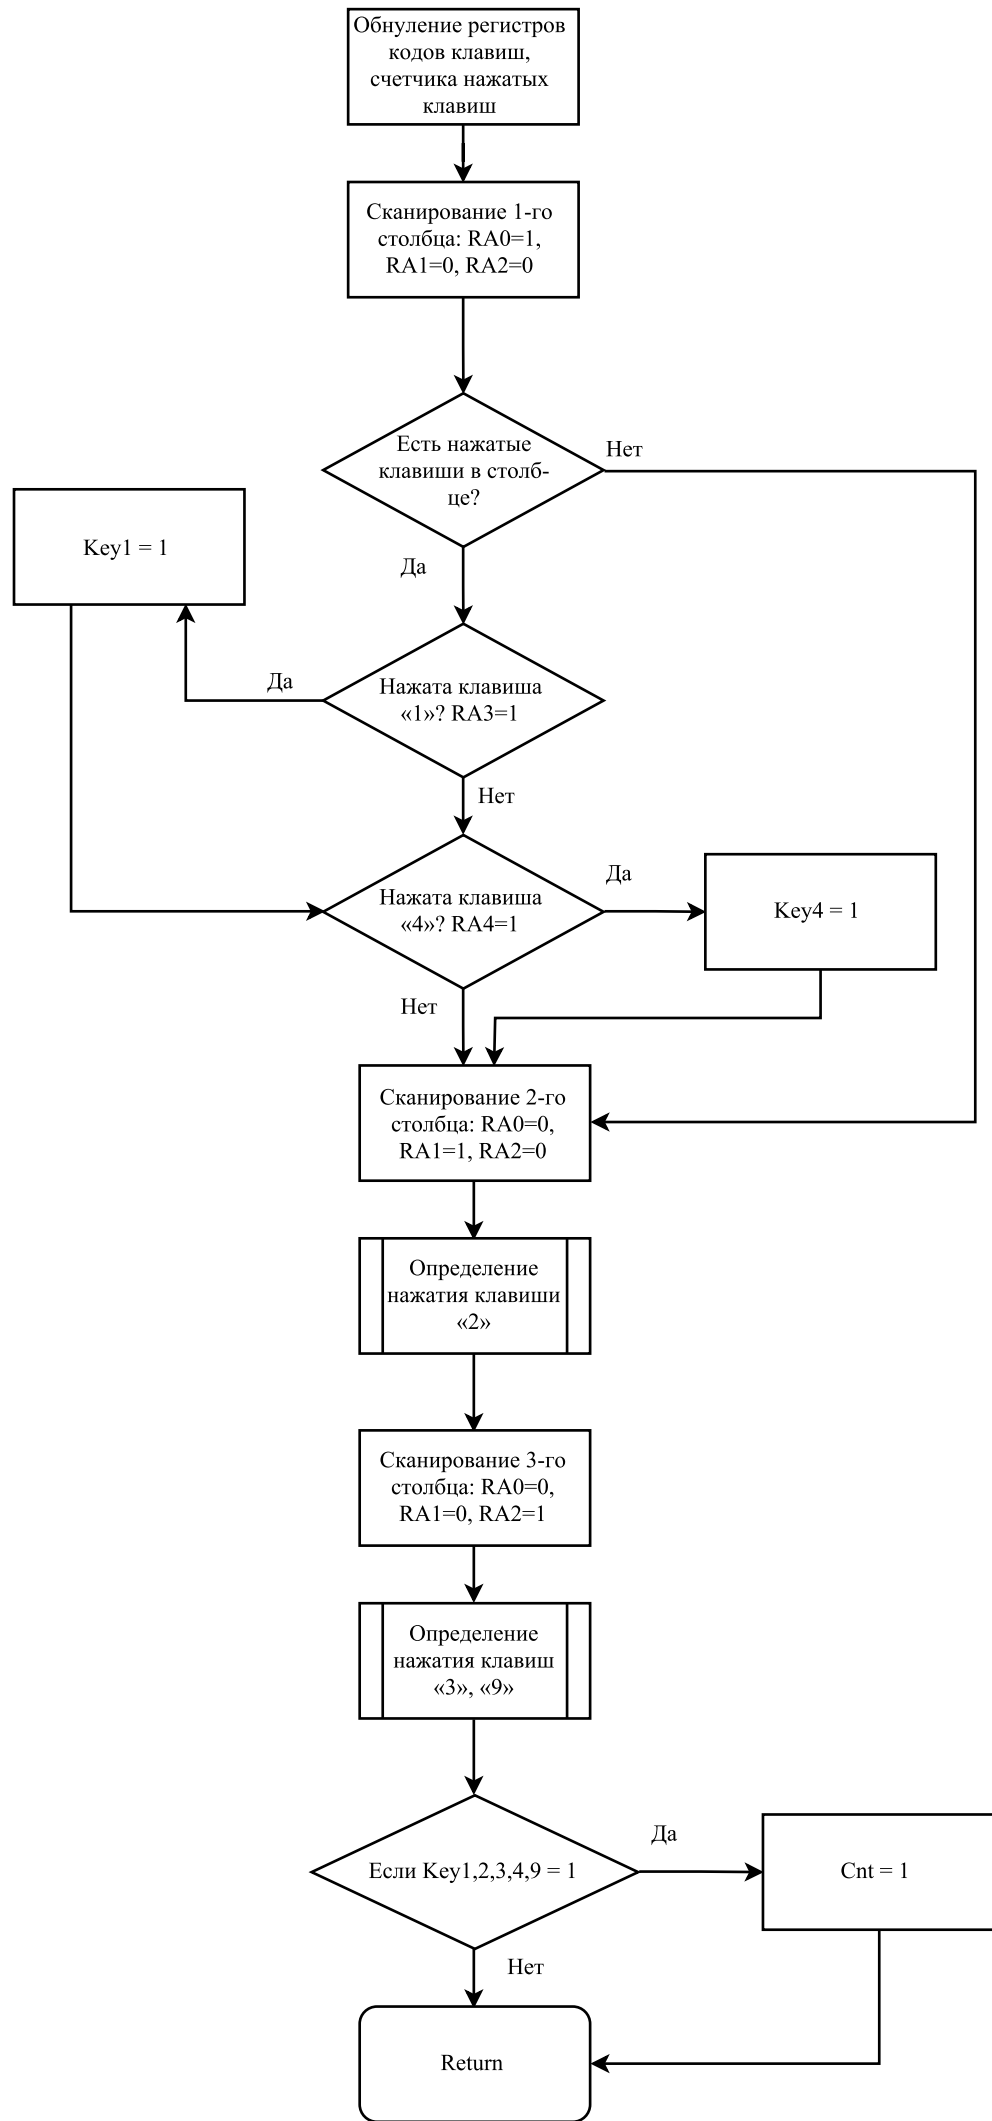 Обнуление регистров
кодов клавиш,
счетчика нажатых
клавиш
Сканирование 1-го
столбца: RA0=1,
RA1=0, RA2=0
Есть нажатые
клавиши в столб-
це?
Нет
Да
Key1 = 1
Нажата клавиша
«1»? RA3=1
Да
Нет
Нажата клавиша
«4»? RA4=1
Да
Key4 = 1
Нет
Сканирование 2-го
столбца: RA0=0,
RA1=1, RA2=0
Определение
нажатия клавиши
«2»
Сканирование 3-го
столбца: RA0=0,
RA1=0, RA2=1
Определение
нажатия клавиш
«3», «9»
Если Key1,2,3,4,9 = 1
Да
Cnt = 1
Нет
Return